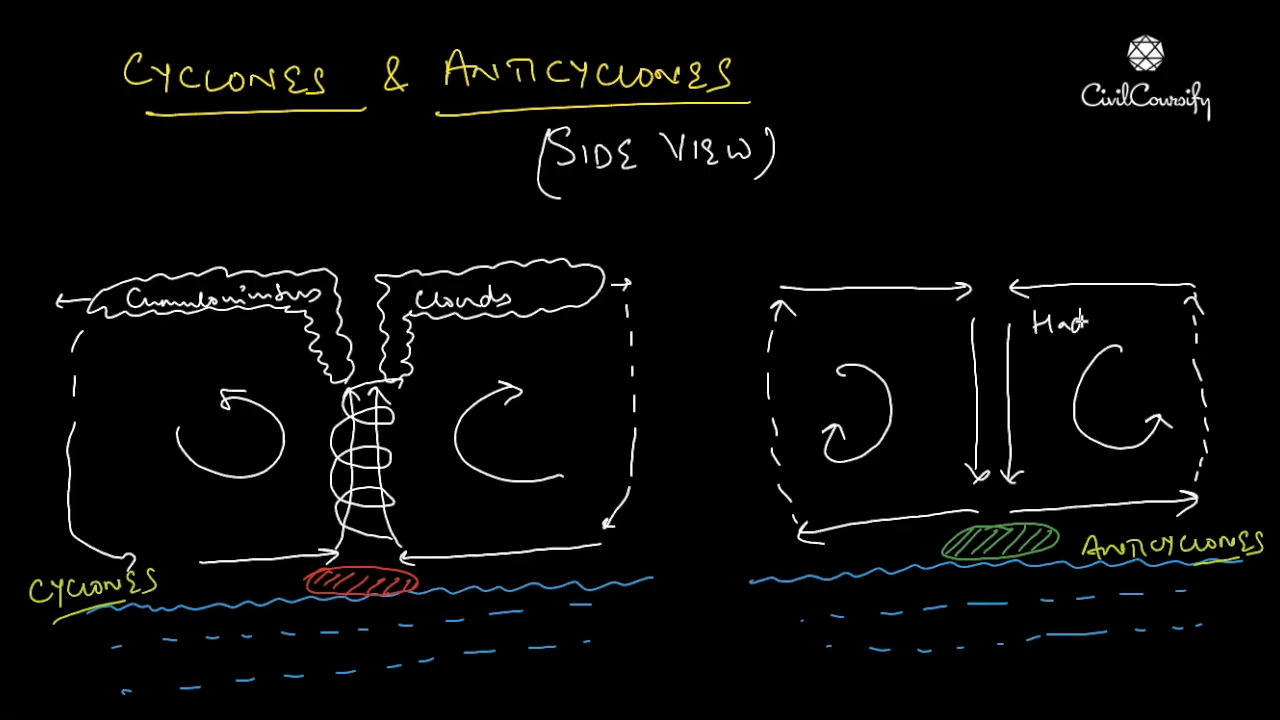 CYCLONES & ANTICYCLONES
CivilCoursify
(SIDE VIEW)
Cumulonimbus clouds
Had
CYCLONES
ANTICYCLONES